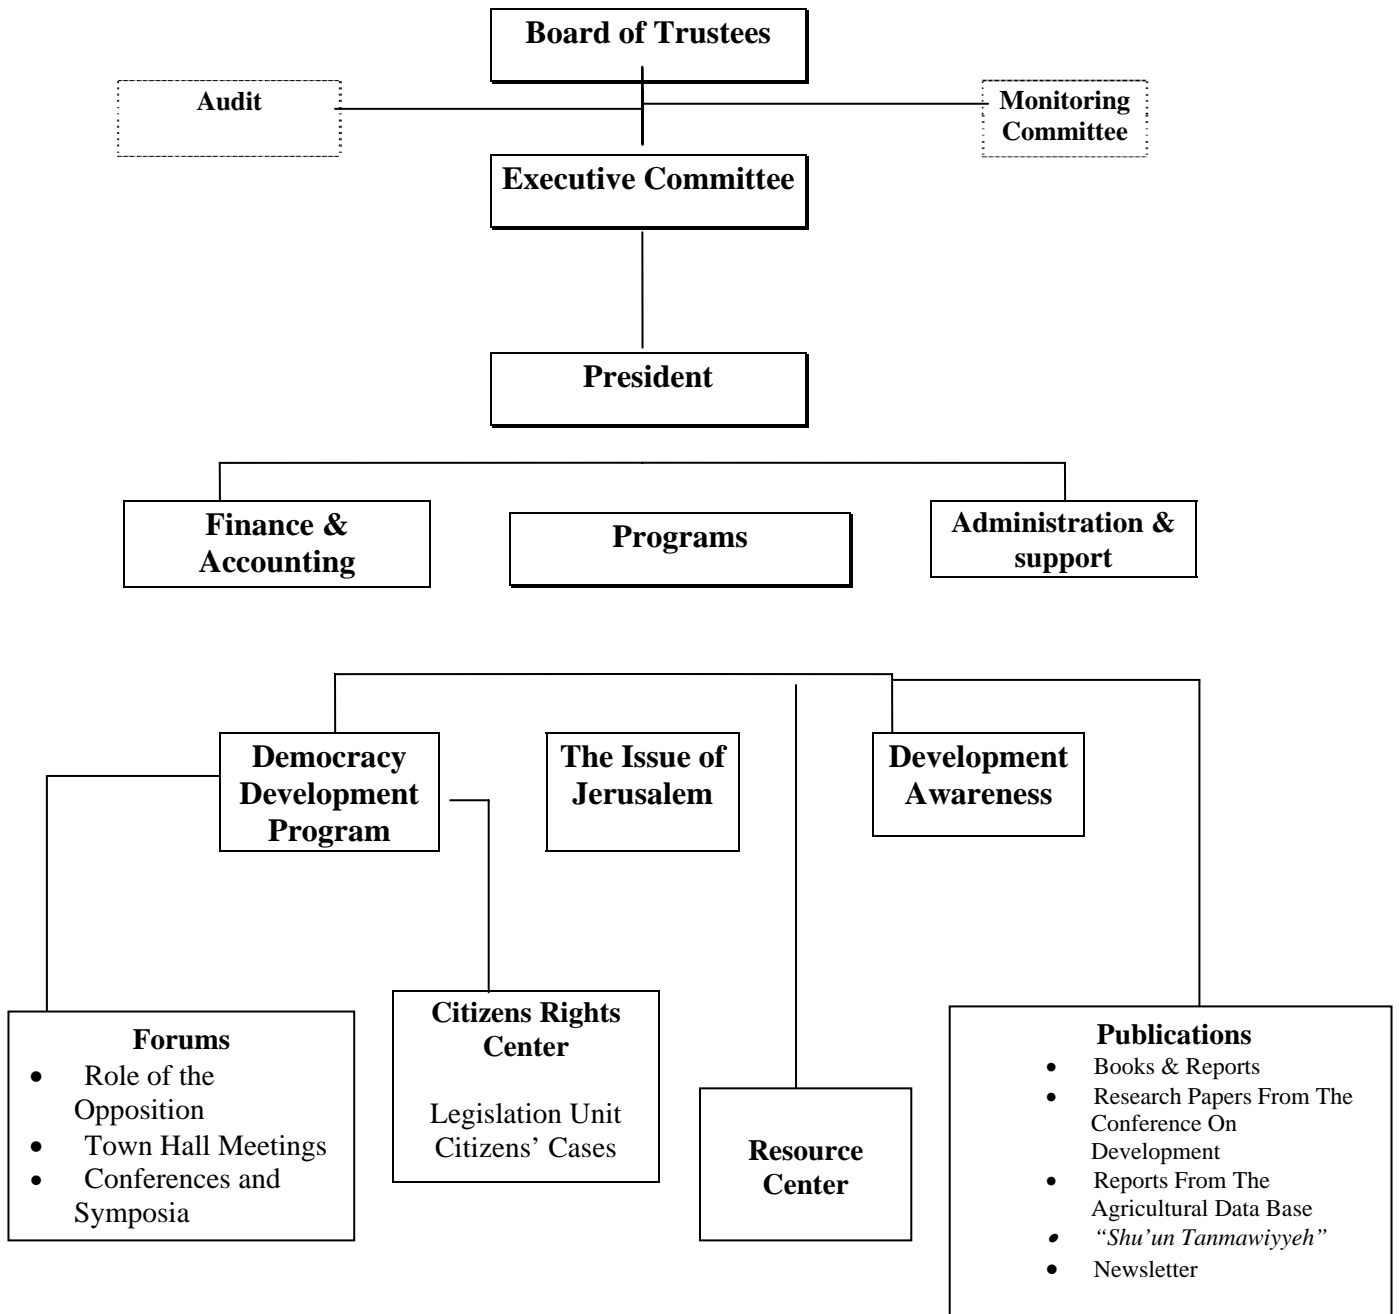 Board of Trustees
Audit
Monitoring
Committee
Executive Committee
President
Finance &
Accounting
Programs
Administration &
support
Democracy
Development
Program
The Issue of
Jerusalem
Development
Awareness
Forums
• Role of the
Opposition
• Town Hall Meetings
• Conferences and
Symposia
Citizens Rights
Center
Legislation Unit
Citizens’ Cases
Resource
Center
Publications
• Books & Reports
• Research Papers From The
Conference On
Development
• Reports From The
Agricultural Data Base
• “Shu’un Tanmawiyyeh”
• Newsletter